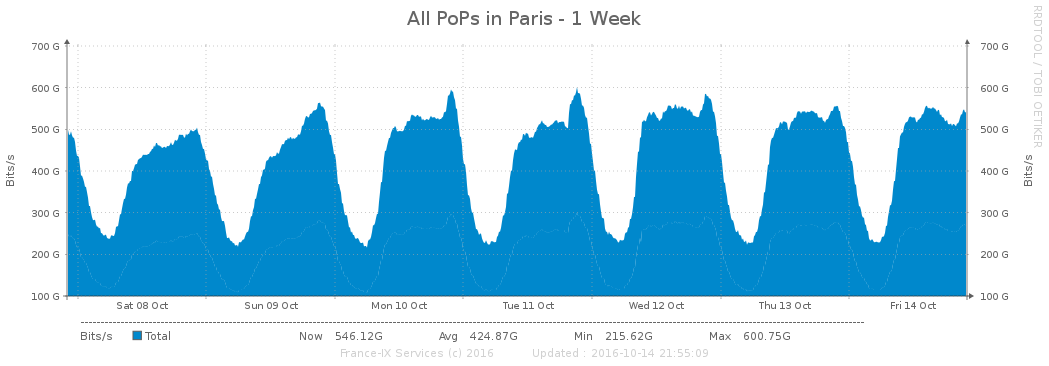 All PoPs in Paris - 1 Week
RRDTOOL / TOBI OETIKER
700 G 700 G
600 G 600 G
500 G 500 G
400 G 400 G
300 G 300 G
200 G 200 G
100 G 100 G
Bits/s
Bits/s
Sat 08 Oct Sun 09 Oct Mon 10 Oct Tue 11 Oct Wed 12 Oct Thu 13 Oct Fri 14 Oct
Bits/s Total Now 546.12G Avg 424.87G Min 215.62G Max 600.75G
France-IX Services (c) 2016 Updated : 2016-10-14 21:55:09